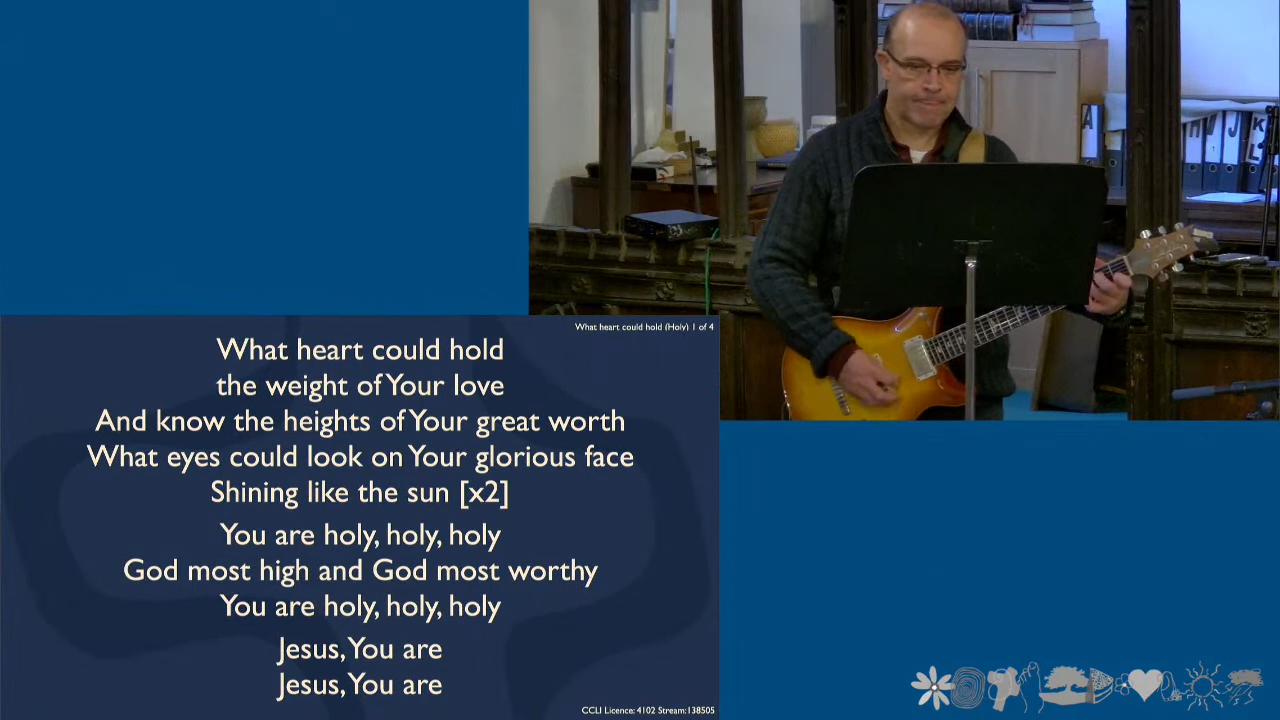 What heart could hold (Holy) 1 of 4
What heart could hold
the weight of Your love
And know the heights of Your great worth
What eyes could look on Your glorious face
Shining like the sun [x2]
You are holy, holy, holy
God most high and God most worthy
You are holy, holy, holy
Jesus, You are
Jesus, You are
CCLI Licence: 4102 Stream:138505
A
H V J K
L